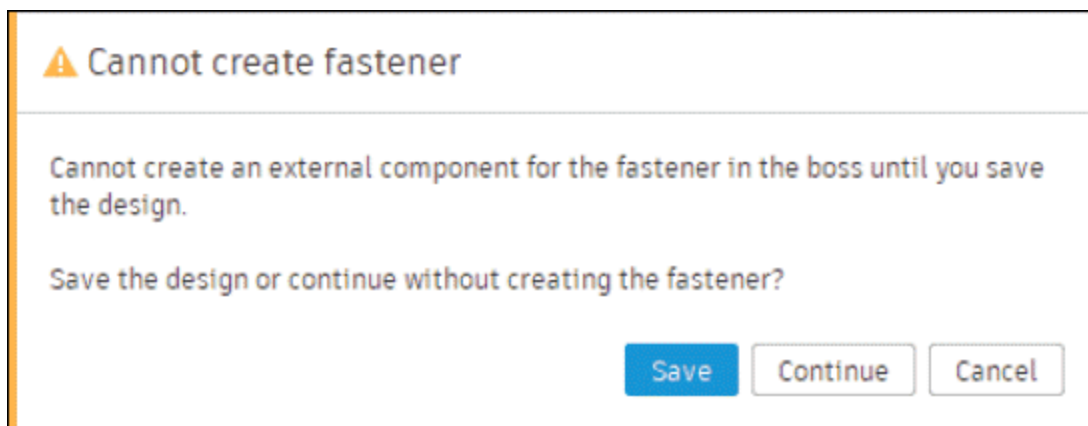 Cannot create fastener
Cannot create an external component for the fastener in the boss until you save
the design.
Save the design or continue without creating the fastener?
Save Continue Cancel